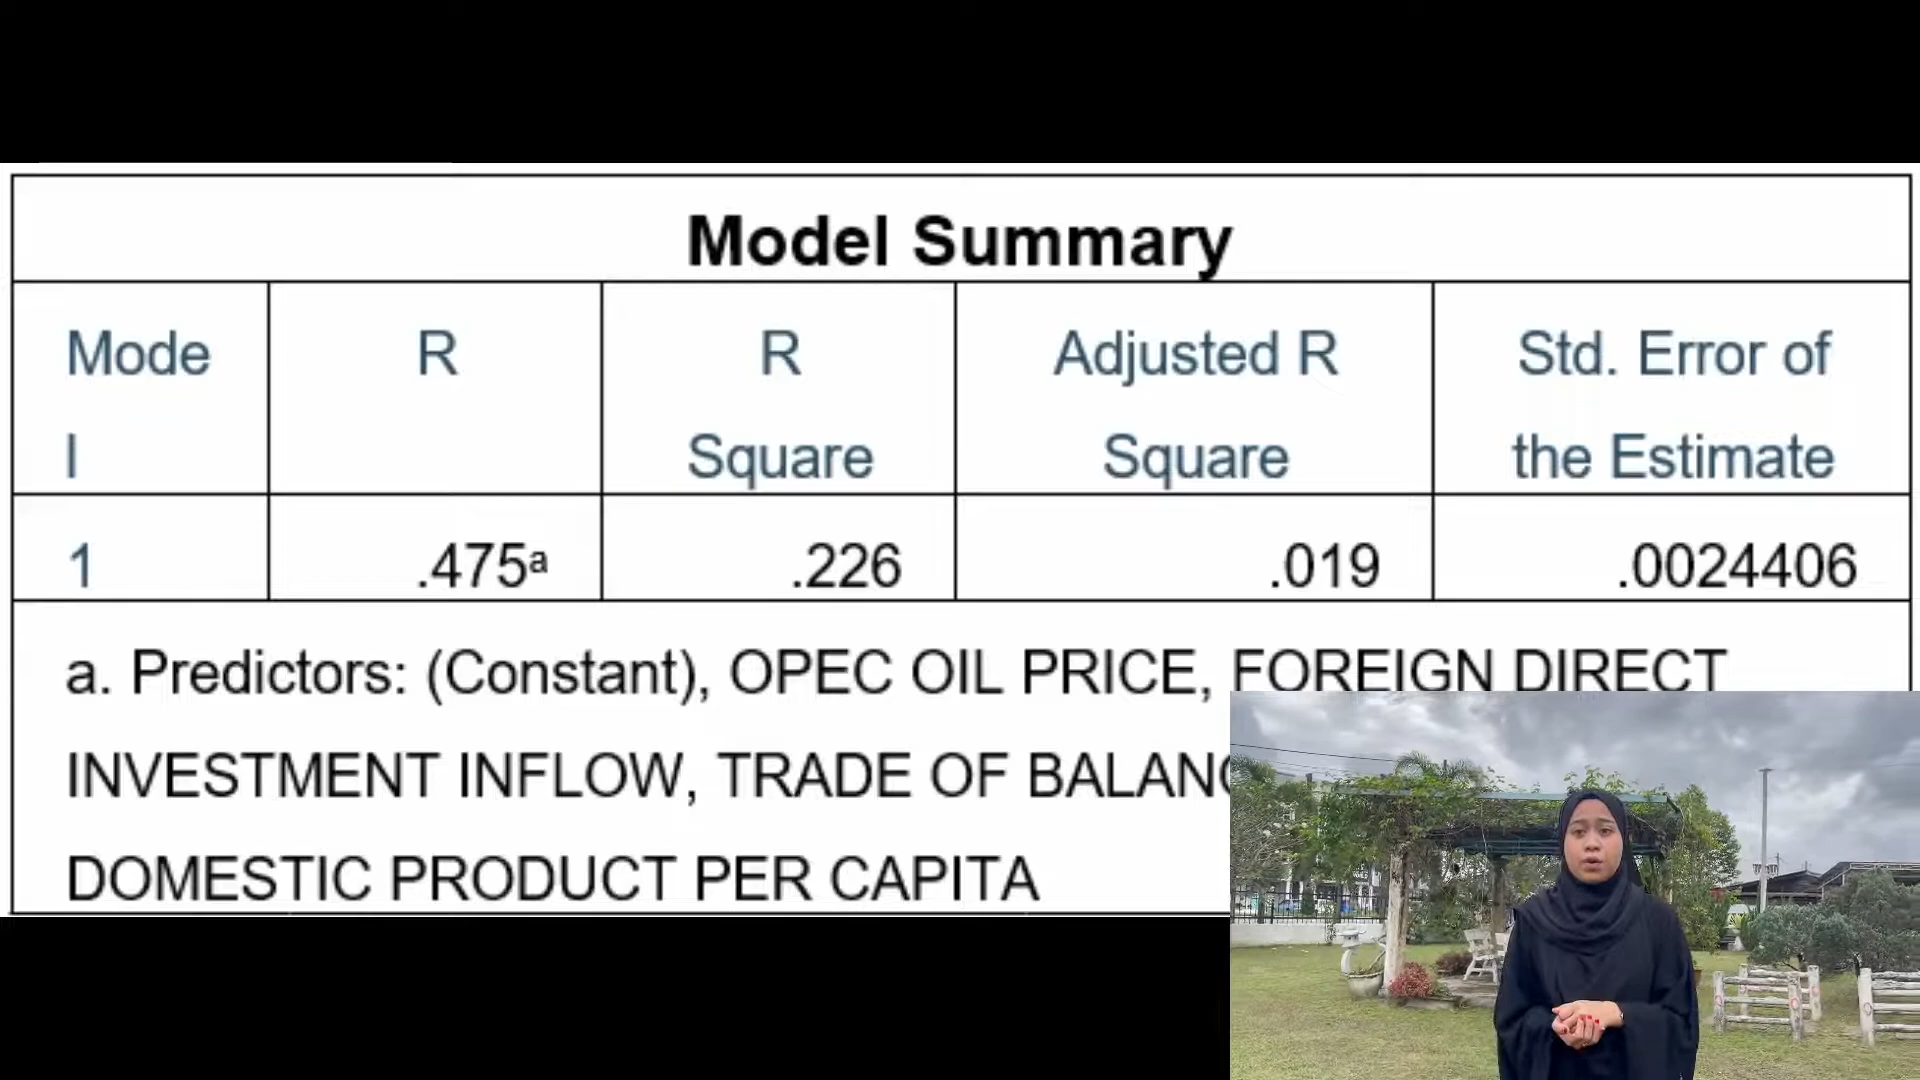 Model Summary
Mode
l
R
R
Square
Adjusted R
Square
Std. Error of
the Estimate
1
.475a
.226
.019
.0024406
a. Predictors: (Constant), OPEC OIL PRICE, FOREIGN DIRECT
INVESTMENT INFLOW, TRADE OF
DOMESTIC PRODUCT PER CAPITA